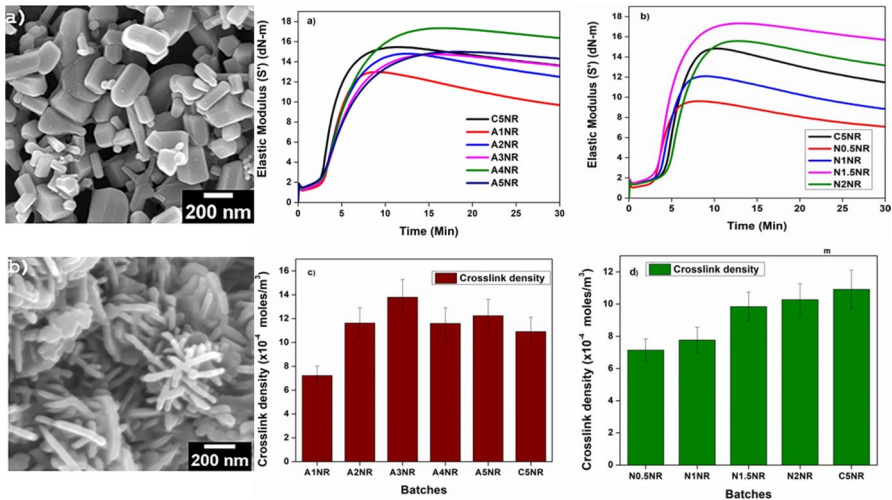 a)
200 nm
b)
200 nm
a)
Elastic Modulus (S') (dN-m)
18
16
14
12
10
8
6
4
2
0
C5NR
A1NR
A2NR
A3NR
A4NR
A5NR
0 5 10 15 20 25 30
Time (Min)
b)
Elastic Modulus (S') (dN-m)
18
16
14
12
10
8
6
4
2
0
C5NR
N0.5NR
N1NR
N1.5NR
N2NR
0 5 10 15 20 25 30
Time (Min)
c)
Crosslink density
Crosslink density (x10⁻⁴ moles/m³)
16
14
12
10
8
6
4
2
0
A1NR A2NR A3NR A4NR A5NR C5NR
Batches
m
d)
Crosslink density
Crosslink density (x10⁻⁴ moles/m³)
12
10
8
6
4
2
0
N0.5NR N1NR N1.5NR N2NR C5NR
Batches